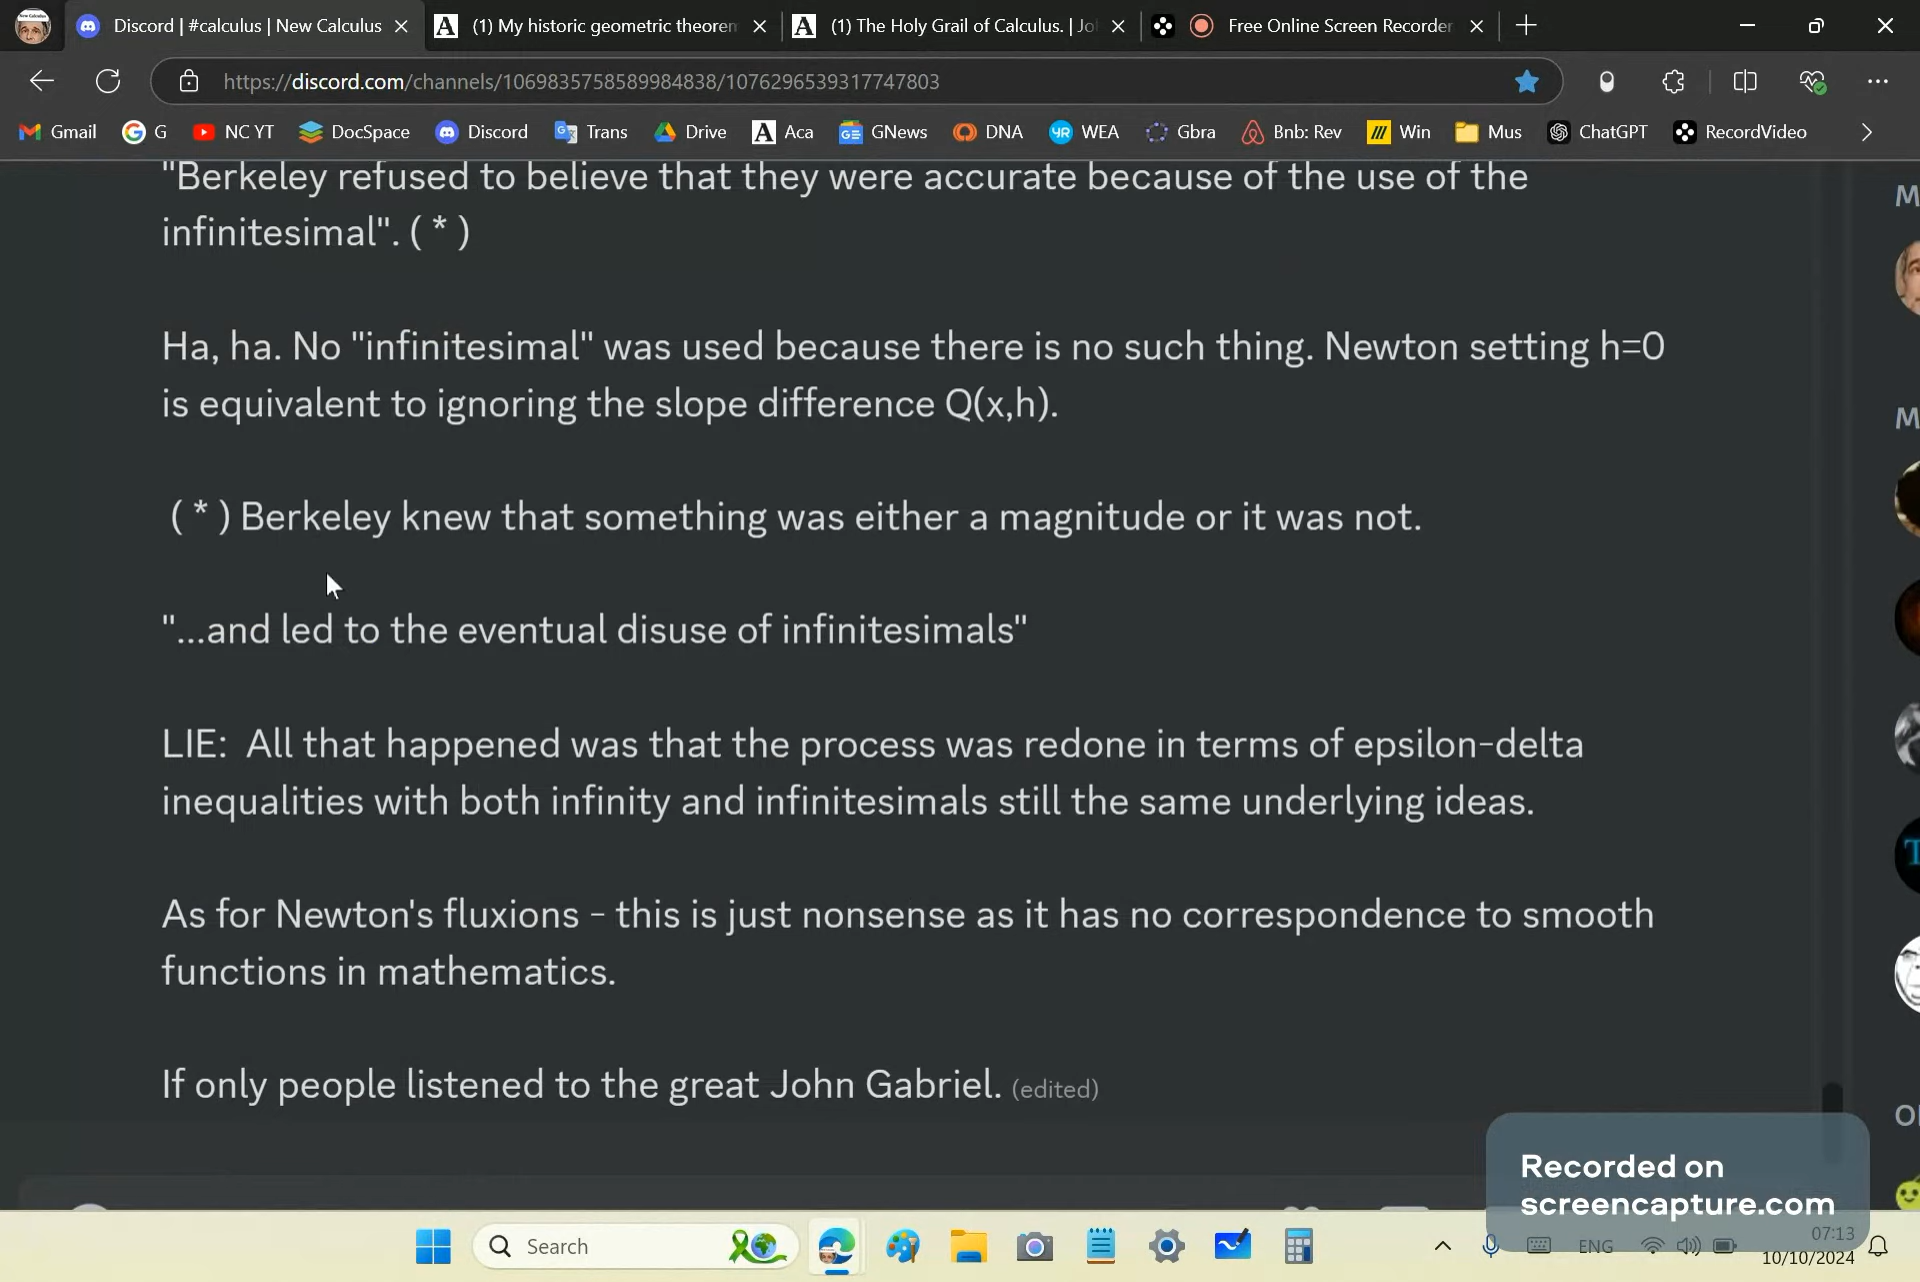 Discord | #calculus | New Calculus
(1) My historic geometric theorem
(1) The Holy Grail of Calculus. | Jo
Free Online Screen Recorder
https://discord.com/channels/1069835758589984838/1076296539317747803
Gmail G NC YT DocSpace Discord Trans Drive Aca GNews DNA WEA Gbra Bnb: Rev Win Mus ChatGPT RecordVideo
"Berkeley refused to believe that they were accurate because of the use of the
infinitesimal". ( * )
Ha, ha. No "infinitesimal" was used because there is no such thing. Newton setting h=0
is equivalent to ignoring the slope difference Q(x,h).
( * ) Berkeley knew that something was either a magnitude or it was not.
"...and led to the eventual disuse of infinitesimals"
LIE:  All that happened was that the process was redone in terms of epsilon-delta
inequalities with both infinity and infinitesimals still the same underlying ideas.
As for Newton's fluxions - this is just nonsense as it has no correspondence to smooth
functions in mathematics.
If only people listened to the great John Gabriel. (edited)
Recorded on
screencapture.com
Search
ENG
07:13
10/10/2024